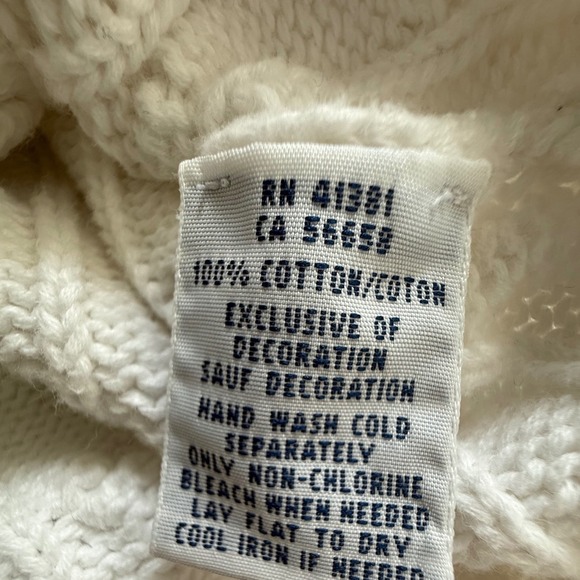 RN 41381
CA 56658
100% COTTON/COTON
EXCLUSIVE OF
DECORATION
SAUF DECORATION
HAND WASH COLD
SEPARATELY
ONLY NON-CHLORINE
BLEACH WHEN NEEDED
LAY FLAT TO DRY
COOL IRON IF NEEDED